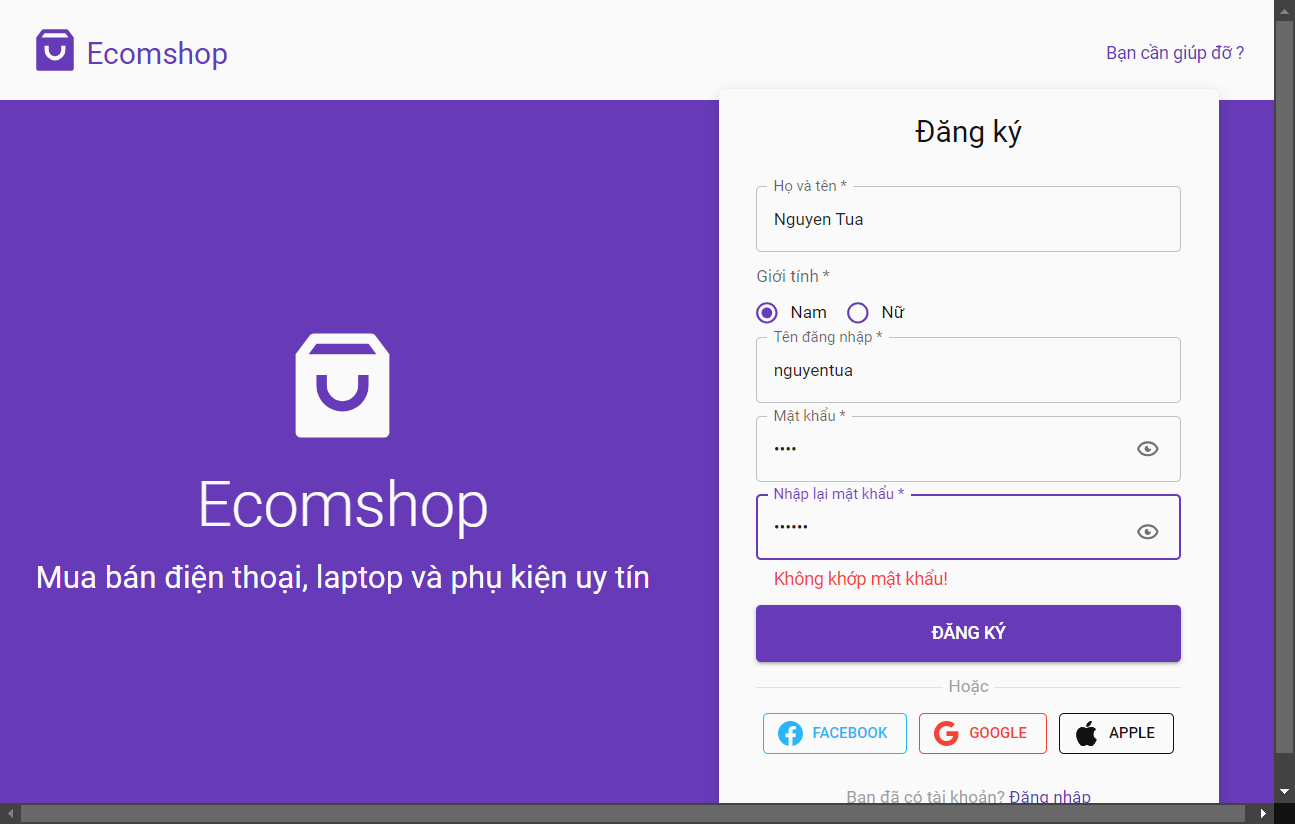 Ecomshop
Bạn cần giúp đỡ ?
Đăng ký
Họ và tên *
Nguyen Tua
Giới tính *
Nam
Nữ
Tên đăng nhập *
nguyentua
Mật khẩu *
••••
Nhập lại mật khẩu *
••••••
Không khớp mật khẩu!
ĐĂNG KÝ
Hoặc
FACEBOOK
GOOGLE
APPLE
Bạn đã có tài khoản? Đăng nhập
Ecomshop
Mua bán điện thoại, laptop và phụ kiện uy tín